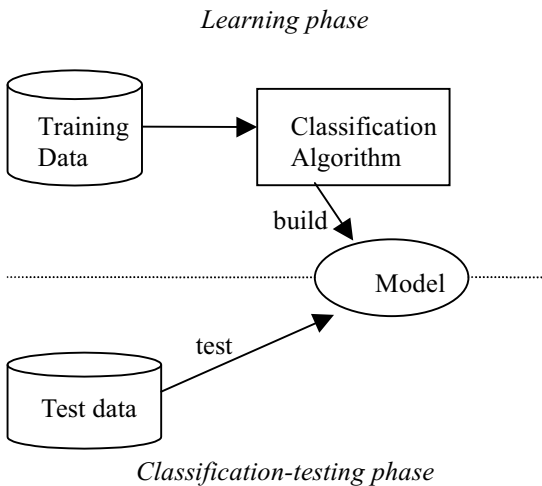 Learning phase
Training
Data
Classification
Algorithm
build
Model
test
Test data
Classification-testing phase